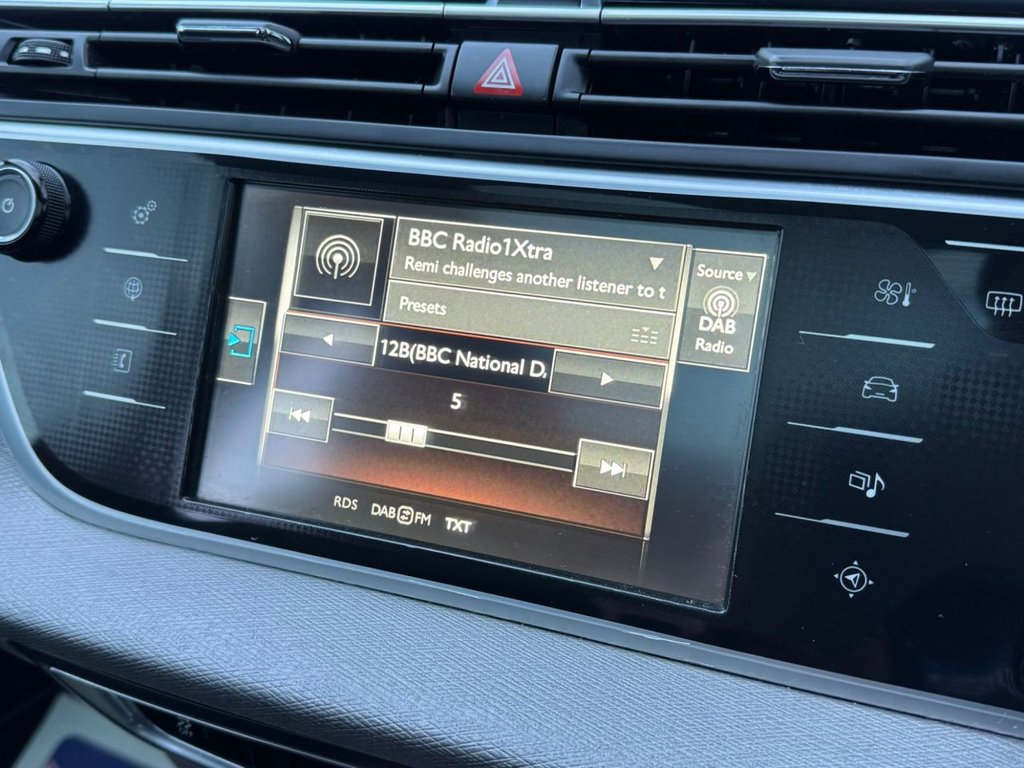 BBC Radio1Xtra
Remi challenges another listener to t
Source
Presets
DAB
Radio
12B(BBC National D
5
RDS DAB FM TXT